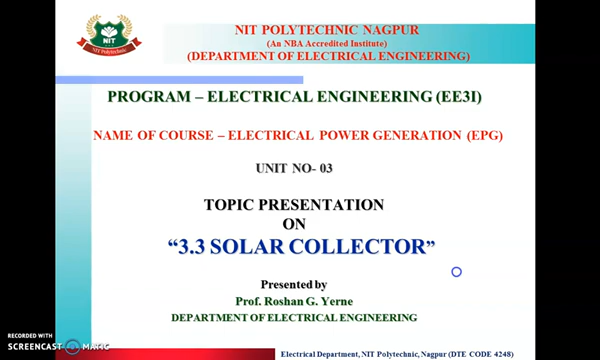 NIT POLYTECHNIC NAGPUR
(An NBA Accredited Institute)
(DEPARTMENT OF ELECTRICAL ENGINEERING)
NIT
NIT Polytechnic
PROGRAM – ELECTRICAL ENGINEERING (EE3I)
NAME OF COURSE – ELECTRICAL POWER GENERATION (EPG)
UNIT NO- 03
TOPIC PRESENTATION
ON
“3.3 SOLAR COLLECTOR”
Presented by
Prof. Roshan G. Yerne
DEPARTMENT OF ELECTRICAL ENGINEERING
RECORDED WITH
SCREENCAST MATIC
Electrical Department, NIT Polytechnic, Nagpur (DTE CODE 4248)